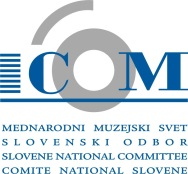 ICOM
MEDNARODNI MUZEJSKI SVET
SLOVENSKI ODBOR
SLOVENE NATIONAL COMMITTEE
COMITE NATIONAL SLOVENE